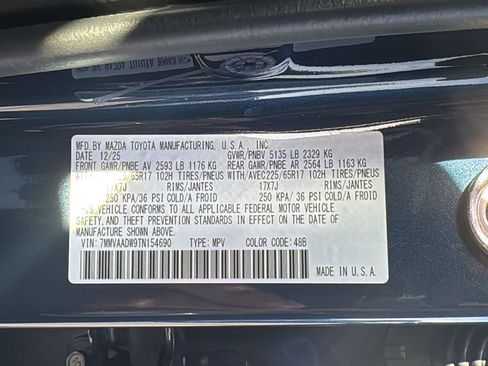 MFD.BY MAZDA TOYOTA MANUFACTURING, U.S.A., INC.
DATE 12/25 GVWR/PNBV 5135 LB 2329 KG
FRONT GAWR/PNBE AV 2593 LB 1176 KG REAR GAWR/PNBE AR 2564 LB 1163 KG
65R17 102H TIRES/PNEUS WITH/AVEC225/65R17 102H TIRES/PNEUS
17X7J RIMS/JANTES 17X7J RIMS/JANTES
250 KPA/ 36 PSI COLD/A FROID 250 KPA/ 36 PSI COLD/A FROID
THIS VEHICLE CONFORMS TO ALL APPLICABLE FEDERAL MOTOR VEHICLE
SAFETY, AND THEFT PREVENTION STANDARDS IN EFFECT ON THE DATE OF
MANUFACTURE SHOWN ABOVE.
VIN: 7MMVAADW9TN154690 TYPE: MPV COLOR CODE: 48B
MADE IN U.S.A.